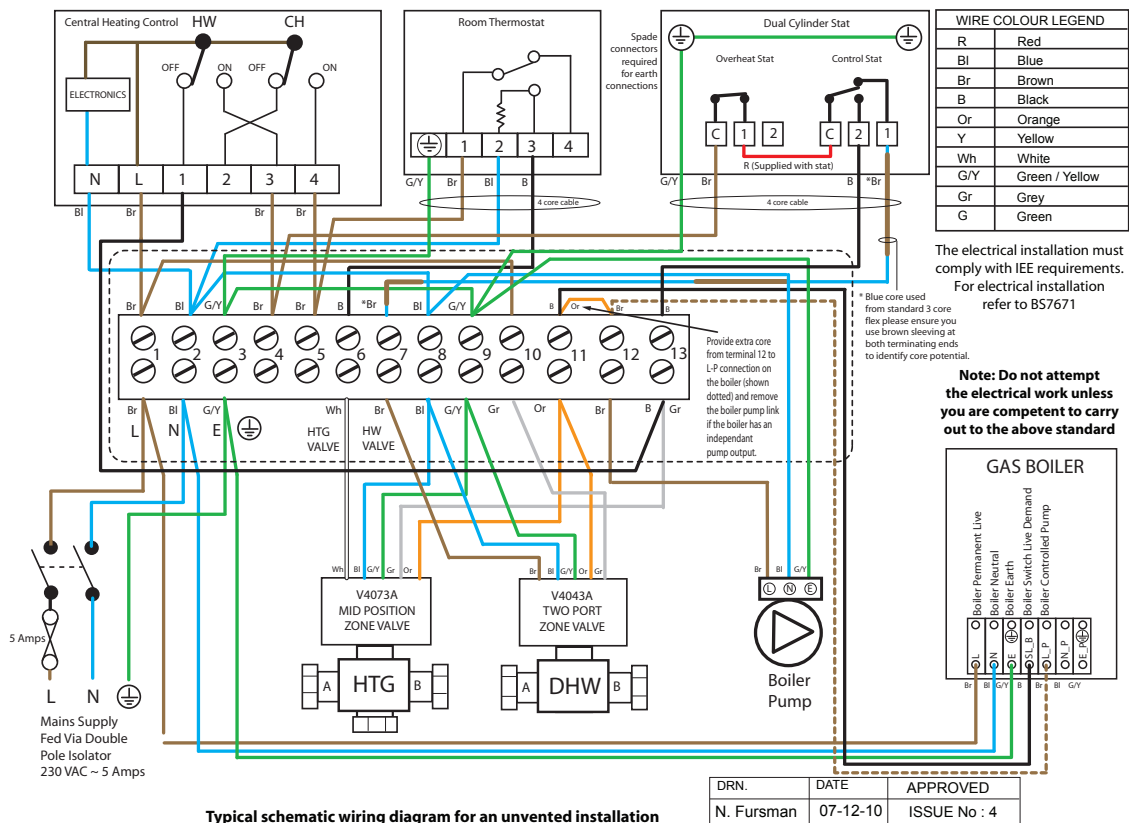 Central Heating Control
HW
CH
OFF
ON
OFF
ON
ELECTRONICS
N L 1 2 3 4
Bl
Br
Br
Br
Room Thermostat
1 2 3 4
G/Y
Br
Bl
B
4 core cable
Spade
connectors
required
for earth
connections
Dual Cylinder Stat
Overheat Stat
Control Stat
C 1 2
C 2 1
R (Supplied with stat)
G/Y
Br
B
*Br
4 core cable
WIRE COLOUR LEGEND
R Red
Bl Blue
Br Brown
B Black
Or Orange
Y Yellow
Wh White
G/Y Green / Yellow
Gr Grey
G Green
The electrical installation must
comply with IEE requirements.
For electrical installation
refer to BS7671
* Blue core used
from standard 3 core
flex please ensure you
use brown sleeving at
both terminating ends
to identify core potential.
Note: Do not attempt
the electrical work unless
you are competent to carry
out to the above standard
Br Bl G/Y Br Br B *Br Bl G/Y B Or Br B
1 2 3 4 5 6 7 8 9 10 11 12 13
Provide extra core
from terminal 12 to
L-P connection on
the boiler (shown
dotted) and remove
the boiler pump link
if the boiler has an
independant
pump output.
Br Bl G/Y Wh Br Bl G/Y Gr Or Br B Gr
L N E
HTG
VALVE
HW
VALVE
Wh Bl G/Y Gr Or
V4073A
MID POSITION
ZONE VALVE
A HTG B
Br Bl G/Y Or Gr
V4043A
TWO PORT
ZONE VALVE
A DHW B
Br Bl G/Y
L N E
Boiler
Pump
GAS BOILER
Boiler Permanent Live
Boiler Neutral
Boiler Earth
Boiler Switch Live Demand
Boiler Controlled Pump
L N E SL_B L_P N_P E_P
Br Bl G/Y B Br Bl G/Y
5 Amps
L N
Mains Supply
Fed Via Double
Pole Isolator
230 VAC ~ 5 Amps
Typical schematic wiring diagram for an unvented installation
DRN. DATE APPROVED
N. Fursman 07-12-10 ISSUE No : 4